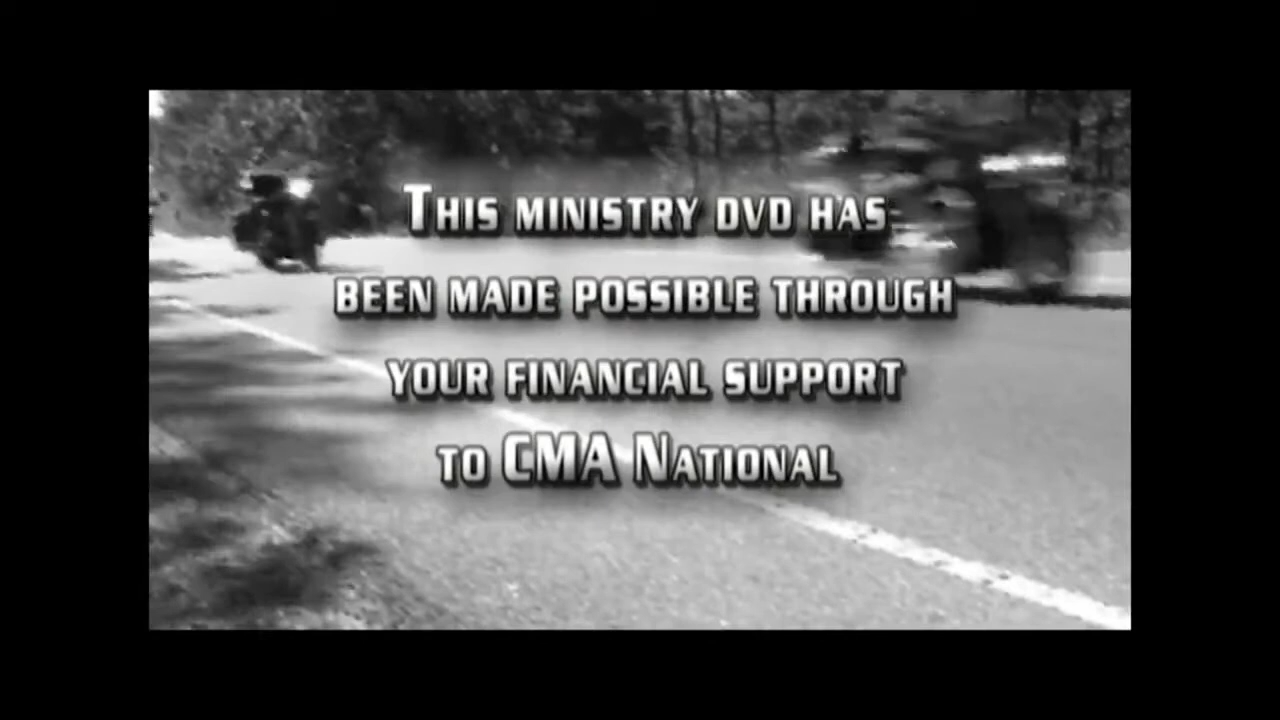 This ministry DVD has
been made possible through
your financial support
to CMA National